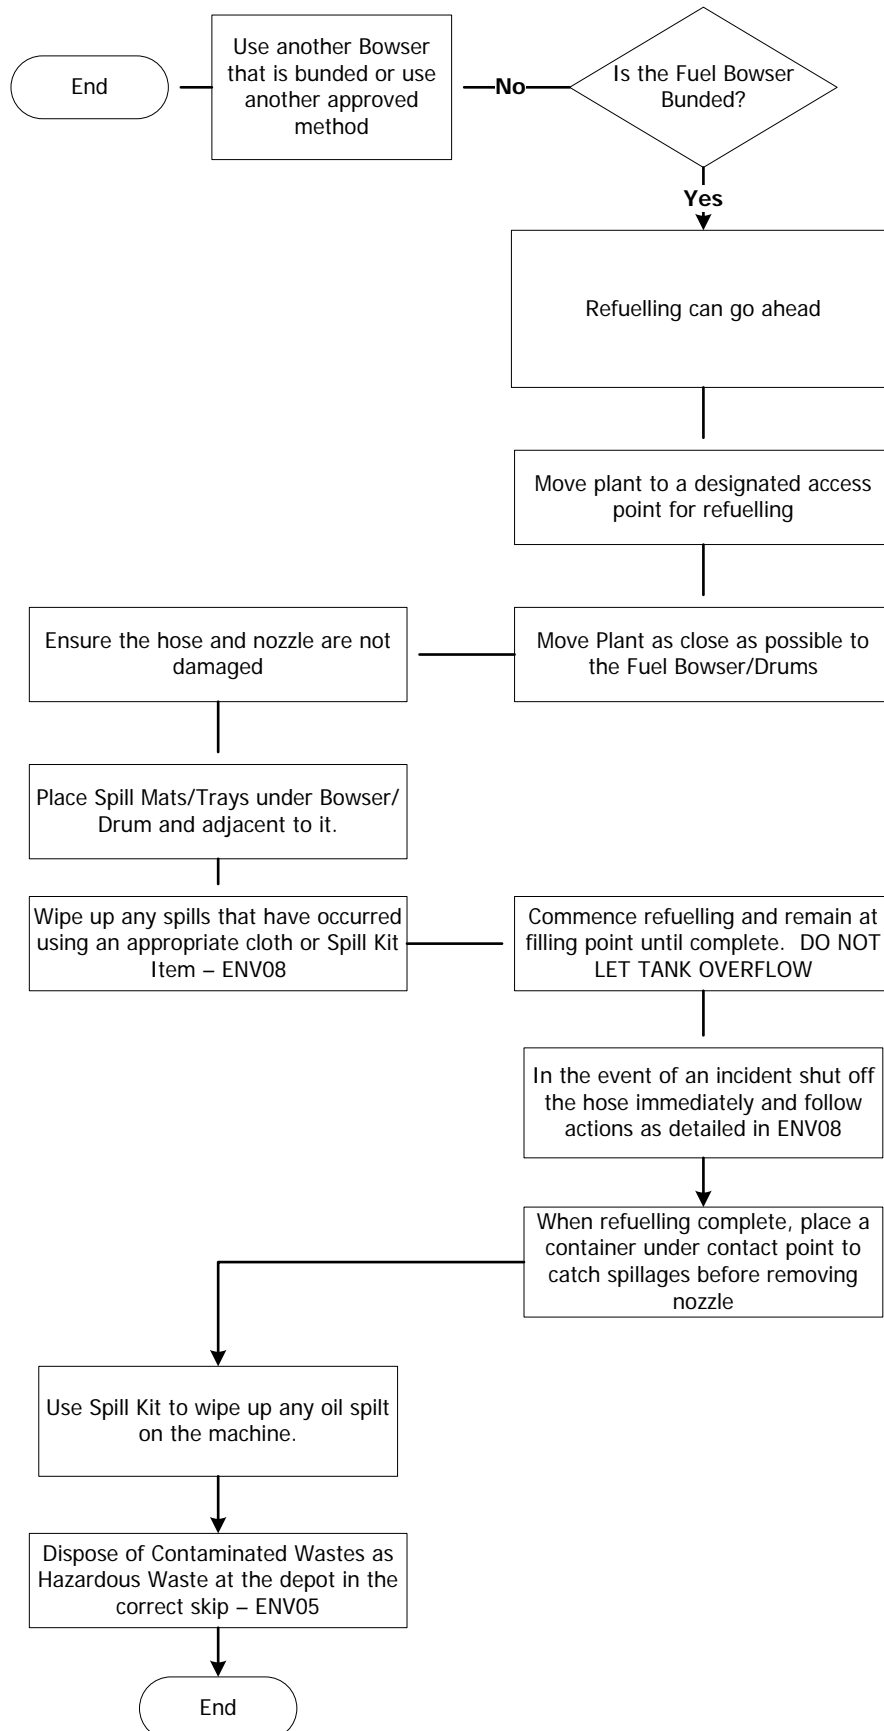 Is the Fuel Bowser
Bunded?
No
Use another Bowser
that is bunded or use
another approved
method
End
Yes
Refuelling can go ahead
Move plant to a designated access
point for refuelling
Move Plant as close as possible to
the Fuel Bowser/Drums
Ensure the hose and nozzle are not
damaged
Place Spill Mats/Trays under Bowser/
Drum and adjacent to it.
Wipe up any spills that have occurred
using an appropriate cloth or Spill Kit
Item – ENV08
Commence refuelling and remain at
filling point until complete.  DO NOT
LET TANK OVERFLOW
In the event of an incident shut off
the hose immediately and follow
actions as detailed in ENV08
When refuelling complete, place a
container under contact point to
catch spillages before removing
nozzle
Use Spill Kit to wipe up any oil spilt
on the machine.
Dispose of Contaminated Wastes as
Hazardous Waste at the depot in the
correct skip – ENV05
End